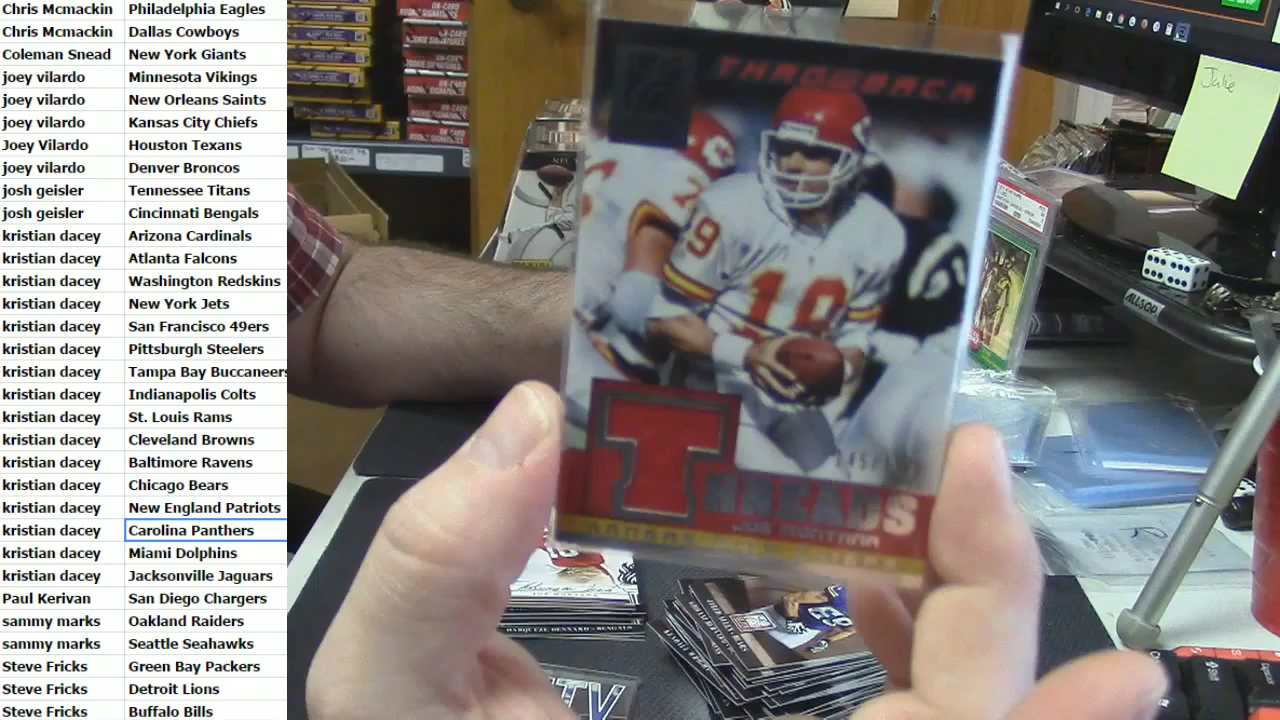 Chris Mcmackin Philadelphia Eagles
Chris Mcmackin Dallas Cowboys
Coleman Snead New York Giants
joey vilardo Minnesota Vikings
joey vilardo New Orleans Saints
joey vilardo Kansas City Chiefs
Joey Vilardo Houston Texans
joey vilardo Denver Broncos
josh geisler Tennessee Titans
josh geisler Cincinnati Bengals
kristian dacey Arizona Cardinals
kristian dacey Atlanta Falcons
kristian dacey Washington Redskins
kristian dacey New York Jets
kristian dacey San Francisco 49ers
kristian dacey Pittsburgh Steelers
kristian dacey Tampa Bay Buccaneers
kristian dacey Indianapolis Colts
kristian dacey St. Louis Rams
kristian dacey Cleveland Browns
kristian dacey Baltimore Ravens
kristian dacey Chicago Bears
kristian dacey New England Patriots
kristian dacey Carolina Panthers
kristian dacey Miami Dolphins
kristian dacey Jacksonville Jaguars
Paul Kerivan San Diego Chargers
sammy marks Oakland Raiders
sammy marks Seattle Seahawks
Steve Fricks Green Bay Packers
Steve Fricks Detroit Lions
Steve Fricks Buffalo Bills
THROWBACK
19
19
THREADS
JOE MONTANA
Julie
ALLSOP
MARQUEZE DENNARD - BENGALS